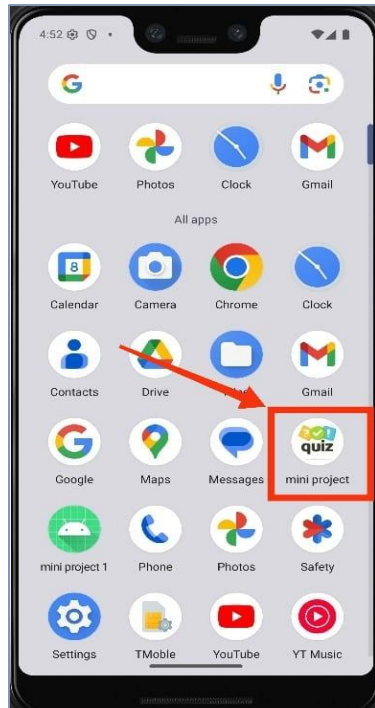 4:52
YouTube Photos Clock Gmail
All apps
8
Calendar Camera Chrome Clock
Contacts Drive Gmail
quiz
Google Maps Messages mini project
mini project 1 Phone Photos Safety
Settings TMoble YouTube YT Music